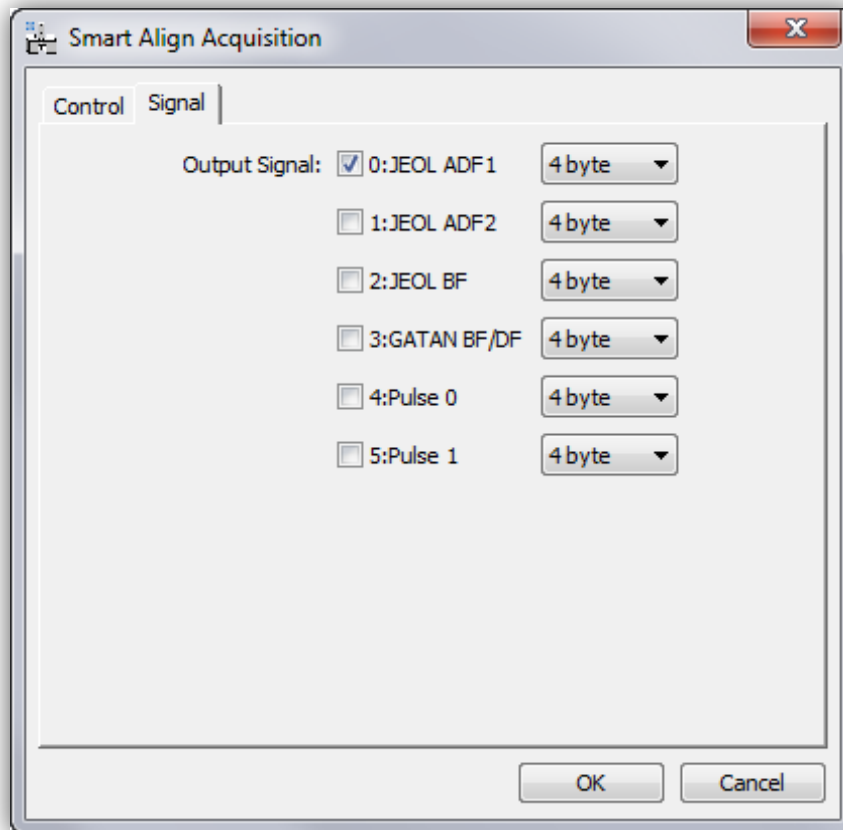 Smart Align Acquisition
Control Signal
Output Signal: 0:JEOL ADF1 4 byte
1:JEOL ADF2 4 byte
2:JEOL BF 4 byte
3:GATAN BF/DF 4 byte
4:Pulse 0 4 byte
5:Pulse 1 4 byte
OK Cancel